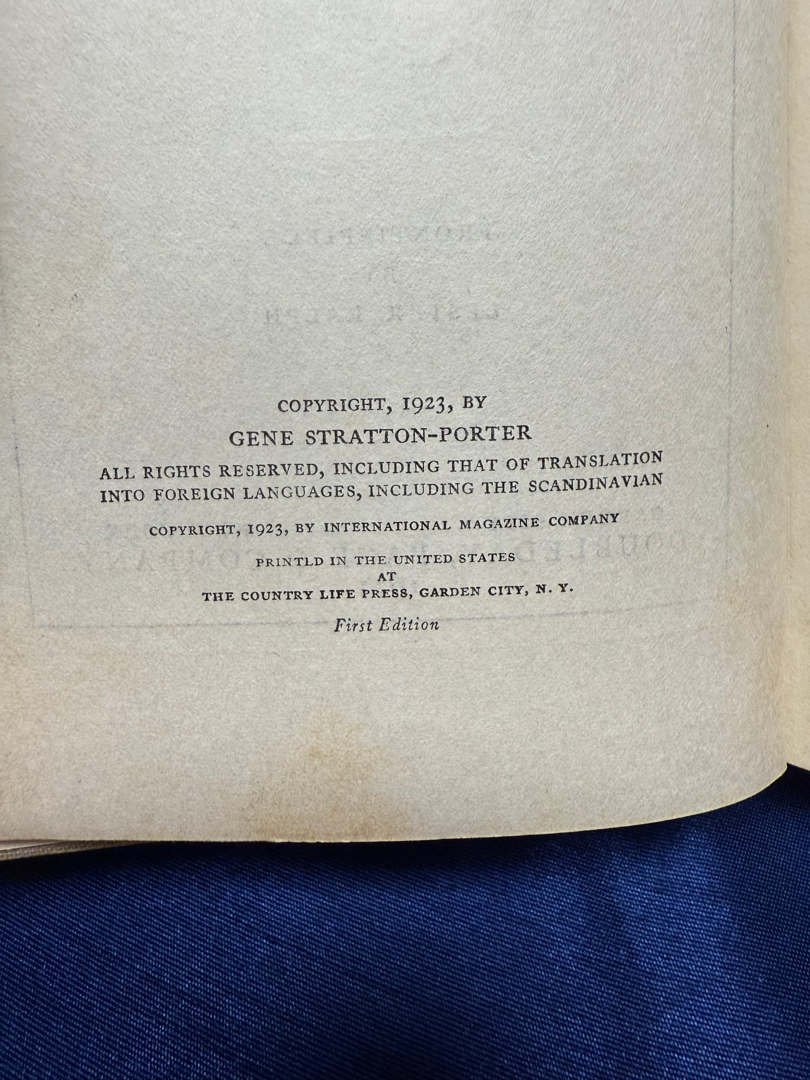 COPYRIGHT, 1923, BY
GENE STRATTON-PORTER
ALL RIGHTS RESERVED, INCLUDING THAT OF TRANSLATION
INTO FOREIGN LANGUAGES, INCLUDING THE SCANDINAVIAN
COPYRIGHT, 1923, BY INTERNATIONAL MAGAZINE COMPANY
PRINTLD IN THE UNITED STATES
AT
THE COUNTRY LIFE PRESS, GARDEN CITY, N. Y.
First Edition